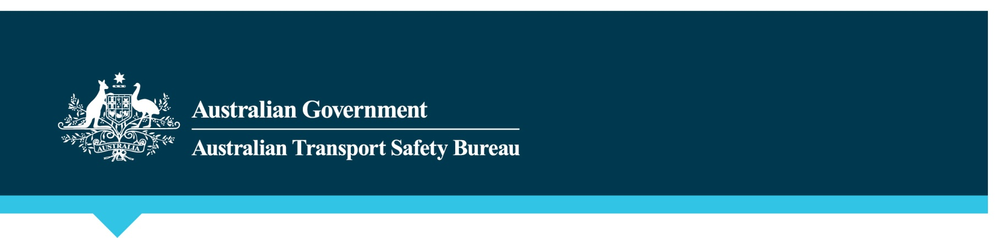 AUSTRALIA
Australian Government
Australian Transport Safety Bureau